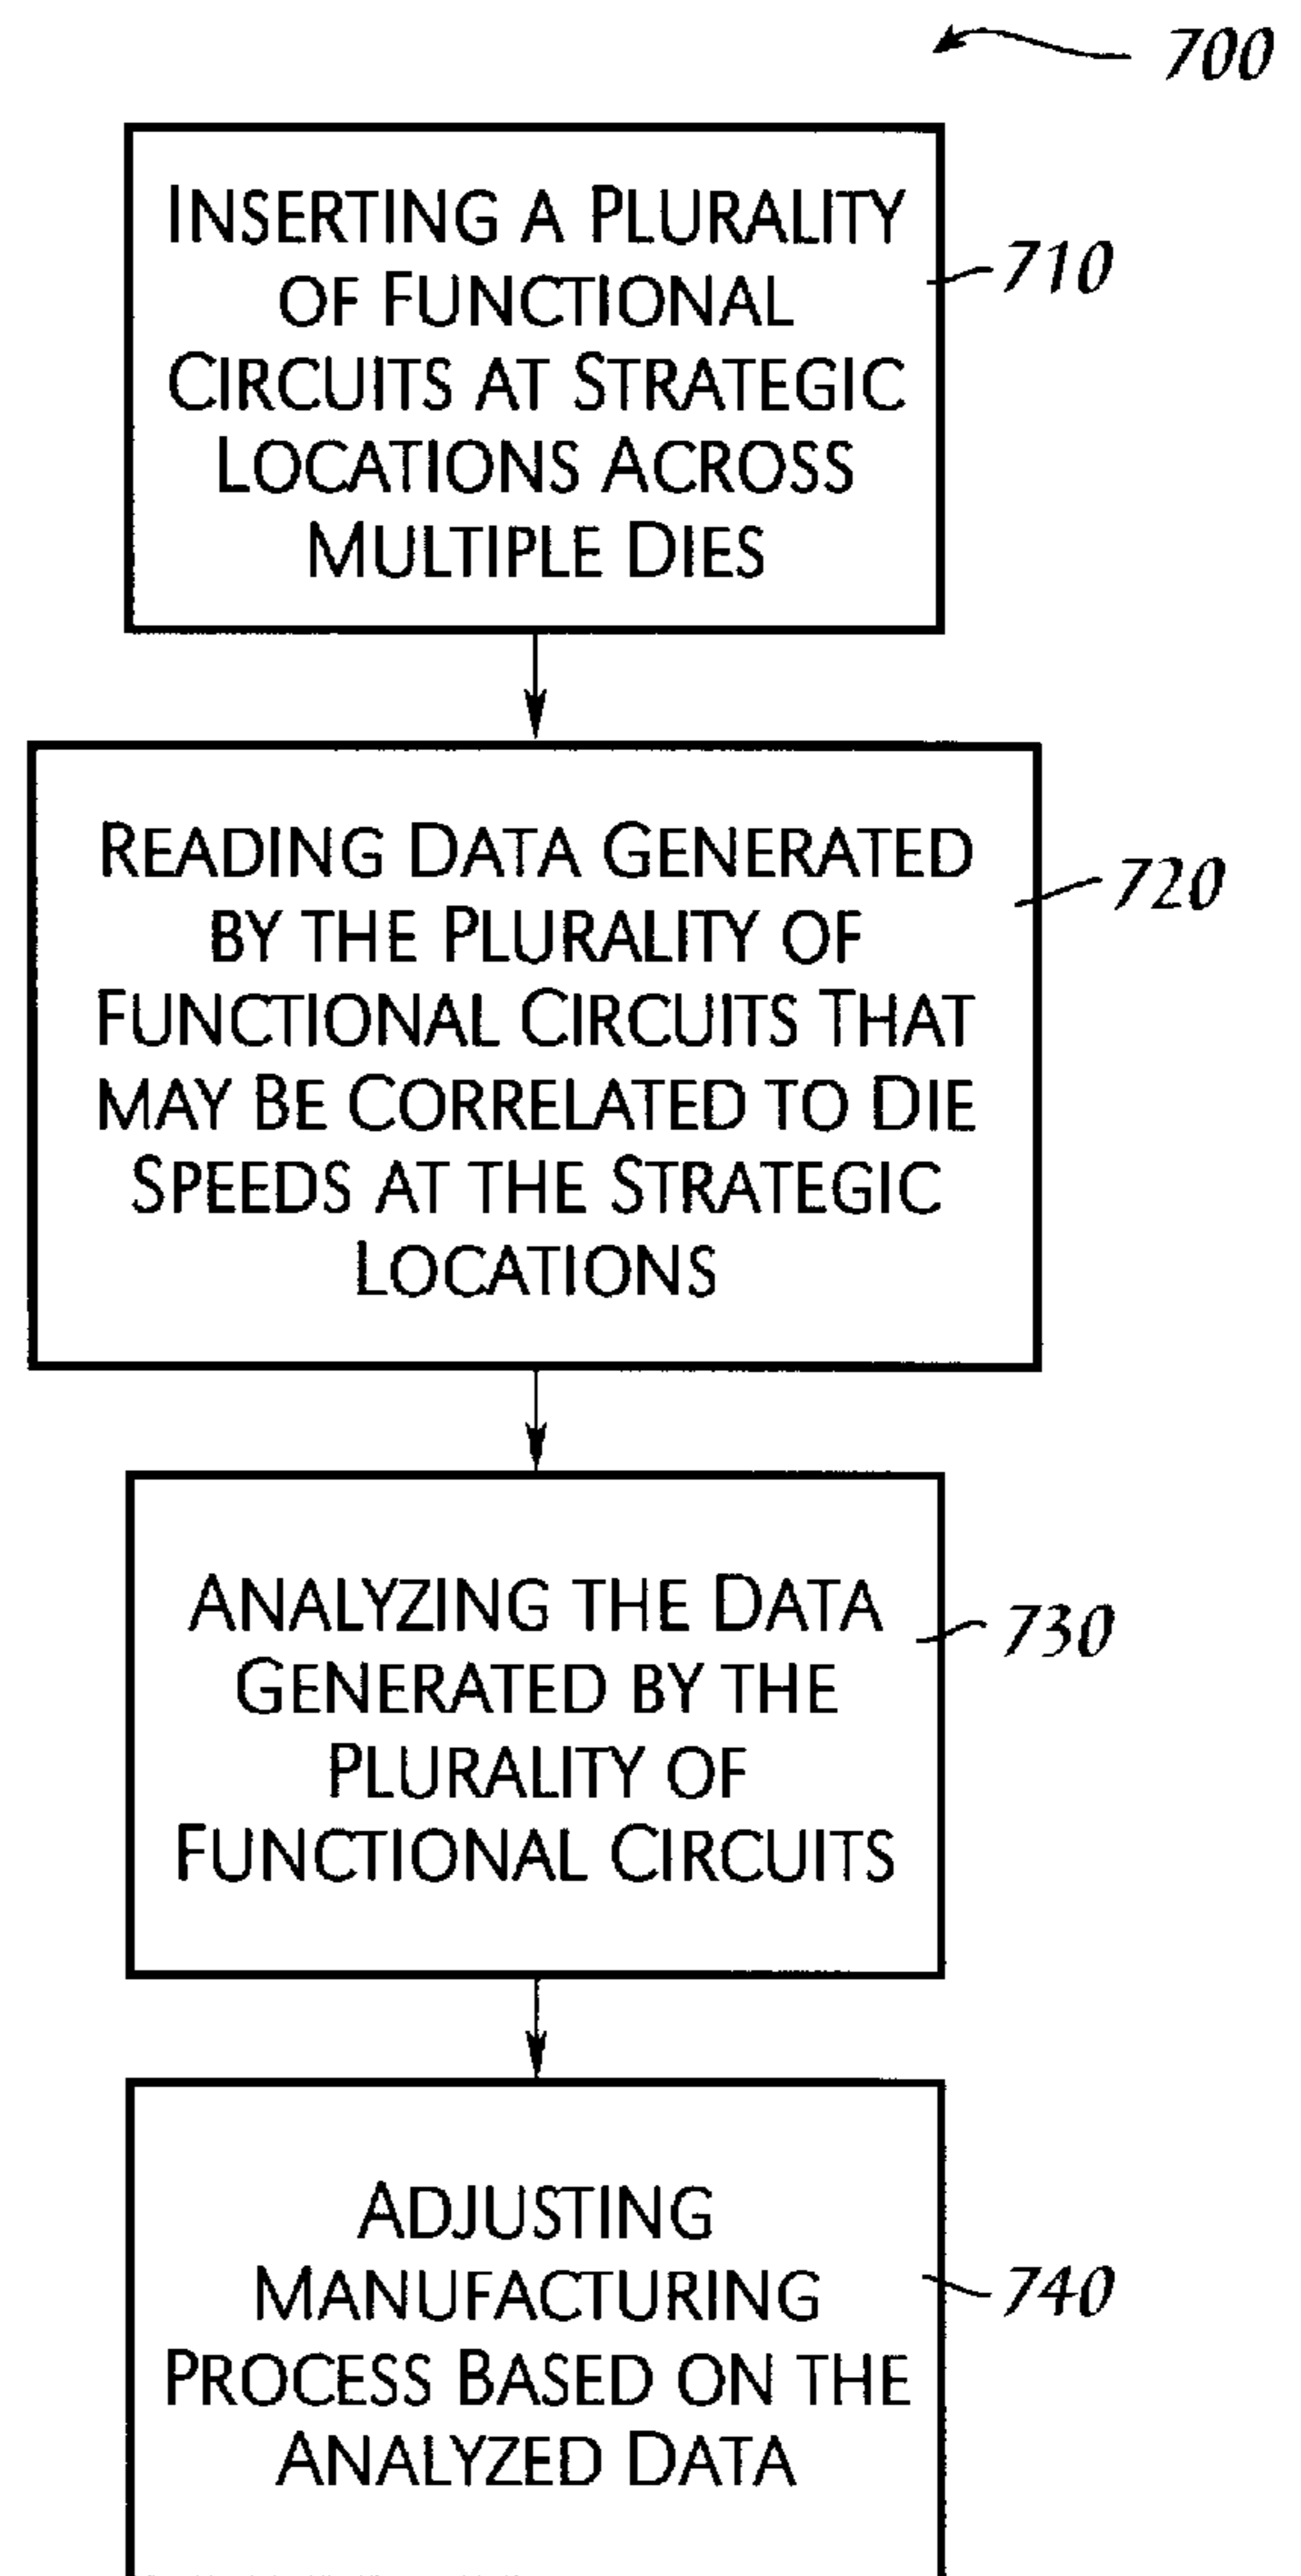 700
INSERTING A PLURALITY
OF FUNCTIONAL
CIRCUITS AT STRATEGIC
LOCATIONS ACROSS
MULTIPLE DIES
710
READING DATA GENERATED
BY THE PLURALITY OF
FUNCTIONAL CIRCUITS THAT
MAY BE CORRELATED TO DIE
SPEEDS AT THE STRATEGIC
LOCATIONS
720
ANALYZING THE DATA
GENERATED BY THE
PLURALITY OF
FUNCTIONAL CIRCUITS
730
ADJUSTING
MANUFACTURING
PROCESS BASED ON THE
ANALYZED DATA
740